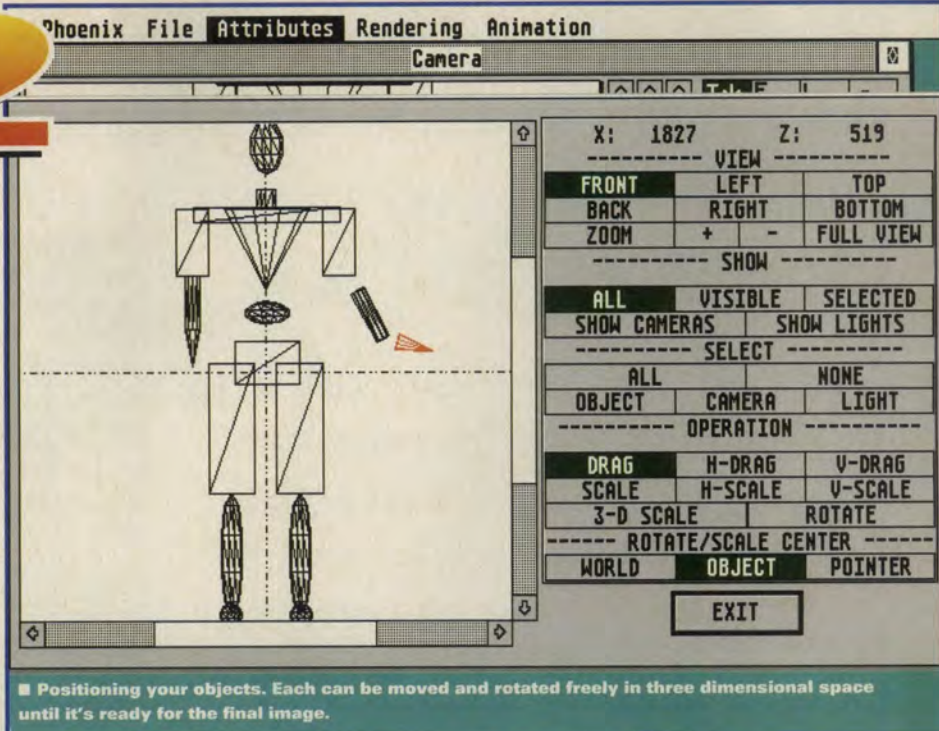 Phoenix File Attributes Rendering Animation
Camera
X: 1827 Z: 519
---------- VIEW ----------
FRONT LEFT TOP
BACK RIGHT BOTTOM
ZOOM + - FULL VIEW
---------- SHOW ----------
ALL VISIBLE SELECTED
SHOW CAMERAS SHOW LIGHTS
---------- SELECT ----------
ALL NONE
OBJECT CAMERA LIGHT
---------- OPERATION ----------
DRAG H-DRAG V-DRAG
SCALE H-SCALE V-SCALE
3-D SCALE ROTATE
------ ROTATE/SCALE CENTER ------
WORLD OBJECT POINTER
EXIT
■ Positioning your objects. Each can be moved and rotated freely in three dimensional space
until it's ready for the final image.